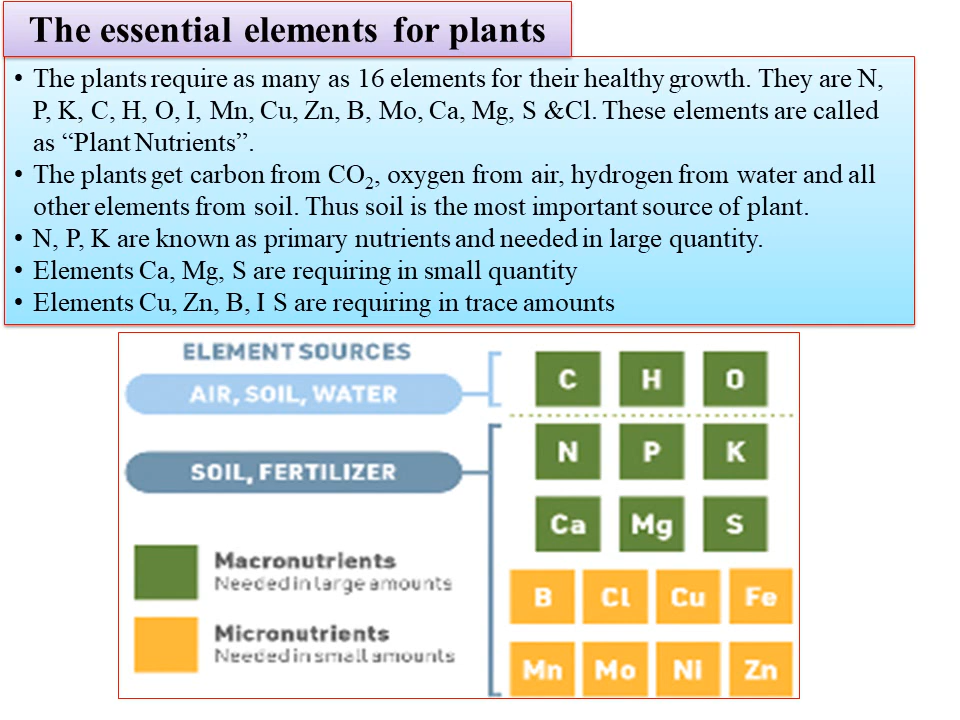 The essential elements for plants
• The plants require as many as 16 elements for their healthy growth. They are N,
P, K, C, H, O, I, Mn, Cu, Zn, B, Mo, Ca, Mg, S &Cl. These elements are called
as “Plant Nutrients”.
• The plants get carbon from CO₂, oxygen from air, hydrogen from water and all
other elements from soil. Thus soil is the most important source of plant.
• N, P, K are known as primary nutrients and needed in large quantity.
• Elements Ca, Mg, S are requiring in small quantity
• Elements Cu, Zn, B, I S are requiring in trace amounts
ELEMENT SOURCES
AIR, SOIL, WATER
C H O
SOIL, FERTILIZER
N P K
Ca Mg S
Macronutrients
Needed in large amounts
B Cl Cu Fe
Micronutrients
Needed in small amounts
Mn Mo Ni Zn